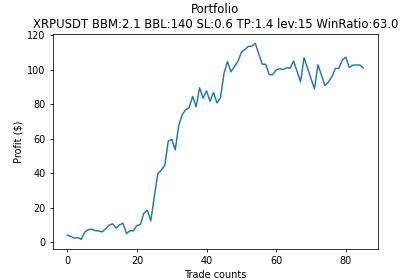 Portfolio
XRPUSDT BBM:2.1 BBL:140 SL:0.6 TP:1.4 lev:15 WinRatio:63.0
120
100
80
60
40
20
0
Profit ($)
0 20 40 60 80
Trade counts